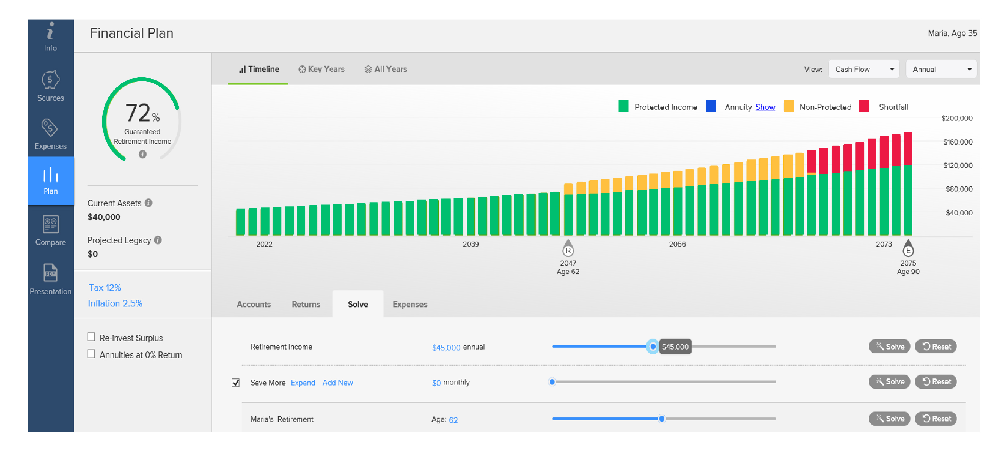 Financial Plan
Maria, Age 35
Info
Sources
Expenses
Plan
Compare
PDF
Presentation
72%
Guaranteed
Retirement Income
Current Assets
$40,000
Projected Legacy
$0
Tax 12%
Inflation 2.5%
Re-invest Surplus
Annuities at 0% Return
Timeline Key Years All Years
View: Cash Flow Annual
Protected Income Annuity Show Non-Protected Shortfall
$200,000
$160,000
$120,000
$80,000
$40,000
2022 2039 2056 2073
R E
2047 2075
Age 62 Age 90
Accounts Returns Solve Expenses
Retirement Income $45,000 annual $45,000 Solve Reset
Save More Expand Add New $0 monthly Solve Reset
Maria's Retirement Age: 62 Solve Reset